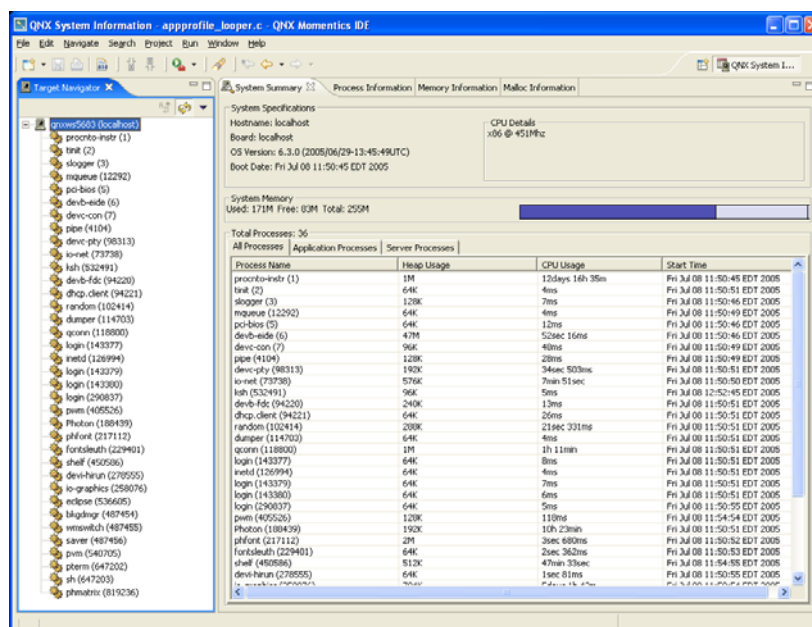 QNX System Information - appprofile_looper.c - QNX Momentics IDE
File Edit Navigate Search Project Run Window Help
QNX System I...
Target Navigator
qnxws5683 (localhost)
procnto-instr (1)
tinit (2)
slogger (3)
mqueue (12292)
pci-bios (5)
devb-eide (6)
devc-con (7)
pipe (4104)
devc-pty (98313)
io-net (73738)
ksh (532491)
devb-fdc (94220)
dhcp.client (94221)
random (102414)
dumper (114703)
qconn (118800)
login (143377)
inetd (126994)
login (143379)
login (143380)
login (290837)
pwm (405526)
Photon (188439)
phfont (217112)
fontsleuth (229401)
shelf (450586)
devi-hirun (278555)
io-graphics (258076)
eclipse (536605)
bkgdmgr (487454)
wmswitch (487455)
saver (487456)
pvm (540705)
pterm (647202)
sh (647203)
phmatrix (819236)
System Summary Process Information Memory Information Malloc Information
System Specifications
Hostname: localhost
Board: localhost
OS Version: 6.3.0 (2005/06/29-13:45:49UTC)
Boot Date: Fri Jul 08 11:50:45 EDT 2005
CPU Details
x86 @ 451Mhz
System Memory
Used: 171M Free: 83M Total: 255M
Total Processes: 36
All Processes Application Processes Server Processes
Process Name Heap Usage CPU Usage Start Time
procnto-instr (1) 1M 12days 16h 35m Fri Jul 08 11:50:45 EDT 2005
tinit (2) 64K 4ms Fri Jul 08 11:50:51 EDT 2005
slogger (3) 128K 7ms Fri Jul 08 11:50:46 EDT 2005
mqueue (12292) 64K 4ms Fri Jul 08 11:50:49 EDT 2005
pci-bios (5) 64K 12ms Fri Jul 08 11:50:46 EDT 2005
devb-eide (6) 47M 52sec 16ms Fri Jul 08 11:50:46 EDT 2005
devc-con (7) 96K 48ms Fri Jul 08 11:50:49 EDT 2005
pipe (4104) 128K 28ms Fri Jul 08 11:50:49 EDT 2005
devc-pty (98313) 192K 34sec 503ms Fri Jul 08 11:50:51 EDT 2005
io-net (73738) 576K 7min 51sec Fri Jul 08 11:50:50 EDT 2005
ksh (532491) 96K 5ms Fri Jul 08 12:52:45 EDT 2005
devb-fdc (94220) 240K 13ms Fri Jul 08 11:50:51 EDT 2005
dhcp.client (94221) 64K 26ms Fri Jul 08 11:50:51 EDT 2005
random (102414) 288K 21sec 331ms Fri Jul 08 11:50:51 EDT 2005
dumper (114703) 64K 4ms Fri Jul 08 11:50:51 EDT 2005
qconn (118800) 1M 1h 11min Fri Jul 08 11:50:51 EDT 2005
login (143377) 64K 8ms Fri Jul 08 11:50:51 EDT 2005
inetd (126994) 64K 4ms Fri Jul 08 11:50:51 EDT 2005
login (143379) 64K 7ms Fri Jul 08 11:50:51 EDT 2005
login (143380) 64K 6ms Fri Jul 08 11:50:51 EDT 2005
login (290837) 64K 5ms Fri Jul 08 11:50:55 EDT 2005
pwm (405526) 128K 118ms Fri Jul 08 11:54:54 EDT 2005
Photon (188439) 192K 10h 23min Fri Jul 08 11:50:51 EDT 2005
phfont (217112) 2M 3sec 680ms Fri Jul 08 11:50:52 EDT 2005
fontsleuth (229401) 64K 2sec 362ms Fri Jul 08 11:50:53 EDT 2005
shelf (450586) 512K 47min 33sec Fri Jul 08 11:54:55 EDT 2005
devi-hirun (278555) 64K 1sec 81ms Fri Jul 08 11:50:55 EDT 2005